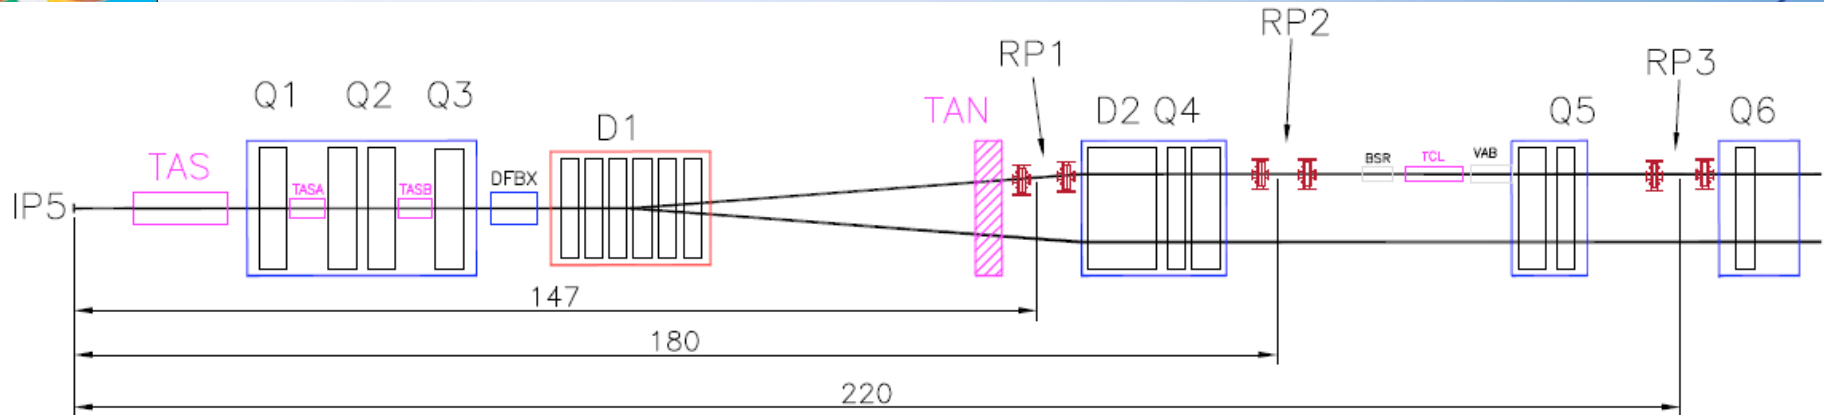 RP1
RP2
RP3
Q1
Q2
Q3
D1
TAN
D2
Q4
Q5
Q6
TAS
TASA
TASB
DFBX
BSR
TCL
VAB
IP5
147
180
220